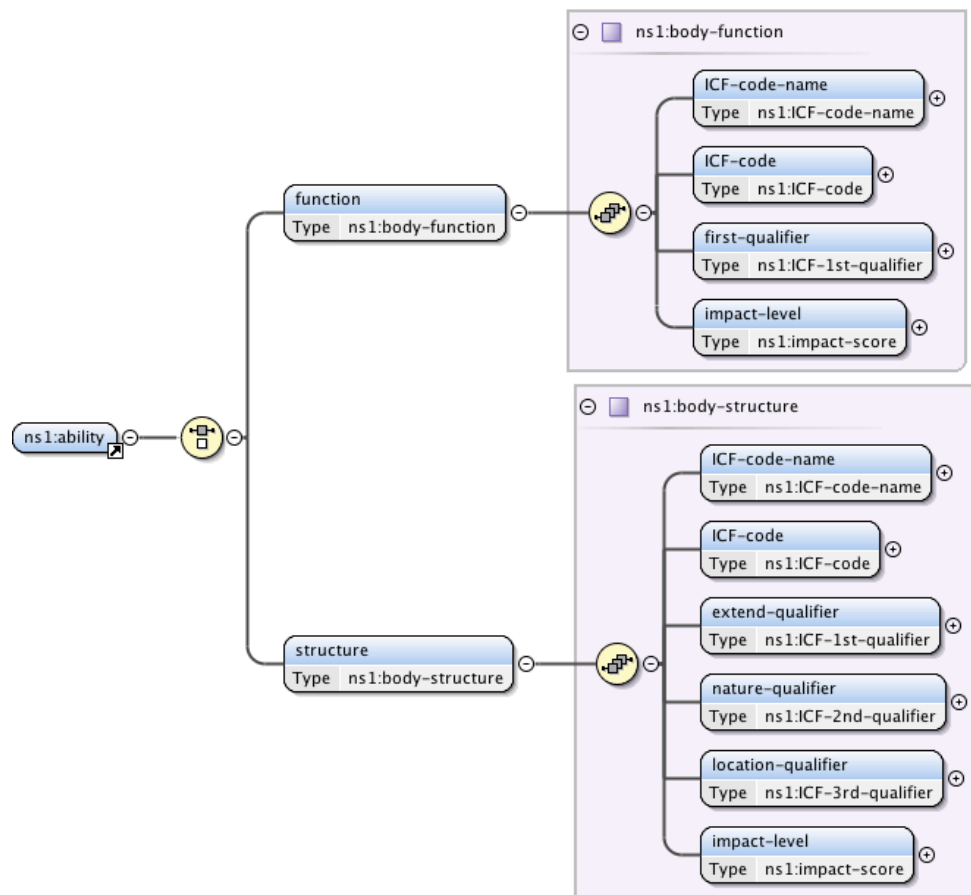 ns1:body-function
ICF-code-name
Type ns1:ICF-code-name
ICF-code
Type ns1:ICF-code
function
Type ns1:body-function
first-qualifier
Type ns1:ICF-1st-qualifier
impact-level
Type ns1:impact-score
ns1:ability
ns1:body-structure
ICF-code-name
Type ns1:ICF-code-name
ICF-code
Type ns1:ICF-code
extend-qualifier
Type ns1:ICF-1st-qualifier
structure
Type ns1:body-structure
nature-qualifier
Type ns1:ICF-2nd-qualifier
location-qualifier
Type ns1:ICF-3rd-qualifier
impact-level
Type ns1:impact-score